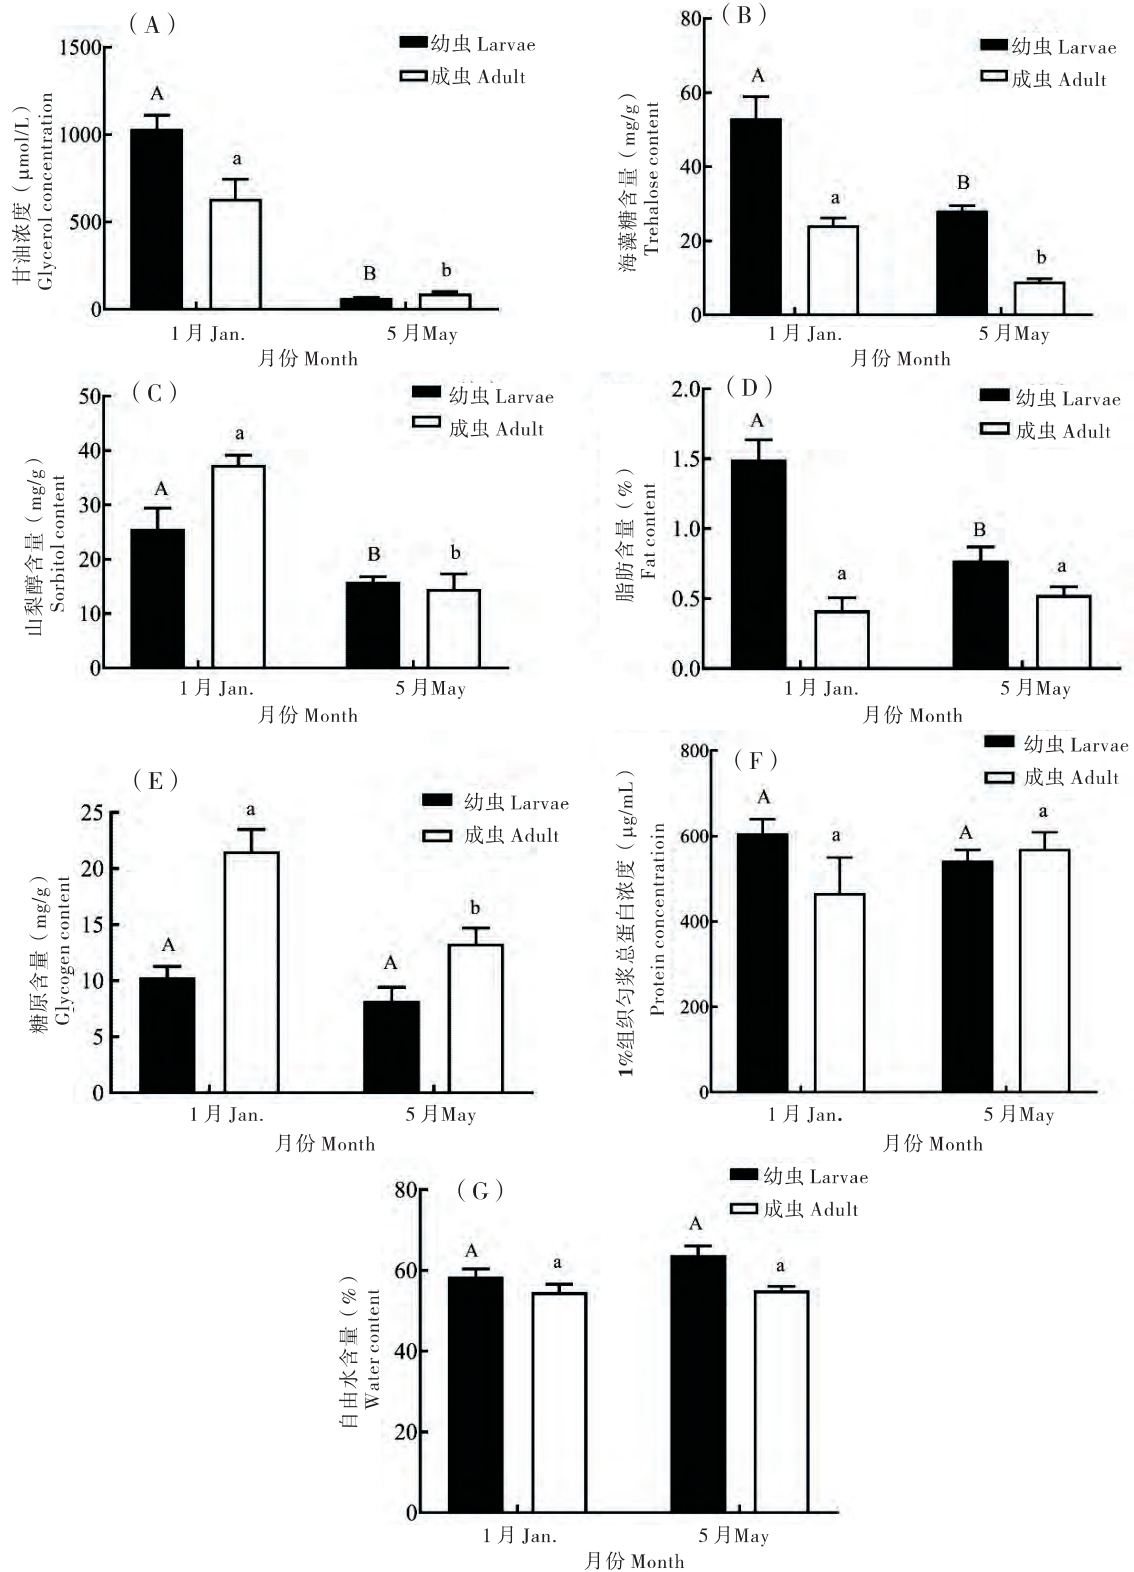 （A）
幼虫 Larvae
成虫 Adult
甘油浓度（μmol/L）
Glycerol concentration
1500
1000
500
0
A
a
B
b
1 月 Jan.
5 月May
月份 Month
（B）
幼虫 Larvae
成虫 Adult
海藻糖含量（mg/g）
Trehalose content
80
60
40
20
0
A
a
B
b
1 月 Jan.
5 月May
月份 Month
（C）
幼虫 Larvae
成虫 Adult
山梨醇含量（mg/g）
Sorbitol content
50
40
30
20
10
0
A
a
B
b
1 月 Jan.
5 月May
月份 Month
（D）
幼虫 Larvae
成虫 Adult
脂肪含量（%）
Fat content
2.0
1.5
1.0
0.5
0.0
A
a
B
a
1 月 Jan.
5 月May
月份 Month
（E）
幼虫 Larvae
成虫 Adult
糖原含量（mg/g）
Glycogen content
25
20
15
10
5
0
A
a
A
b
1 月 Jan.
5 月May
月份 Month
（F）
幼虫 Larvae
成虫 Adult
1%组织匀浆总蛋白浓度（μg/mL）
Protein concentratioin
800
600
400
200
0
A
a
A
a
1 月 Jan.
5 月May
月份 Month
（G）
幼虫 Larvae
成虫 Adult
自由水含量（%）
Water content
80
60
40
20
0
A
a
A
a
1 月 Jan.
5 月May
月份 Month